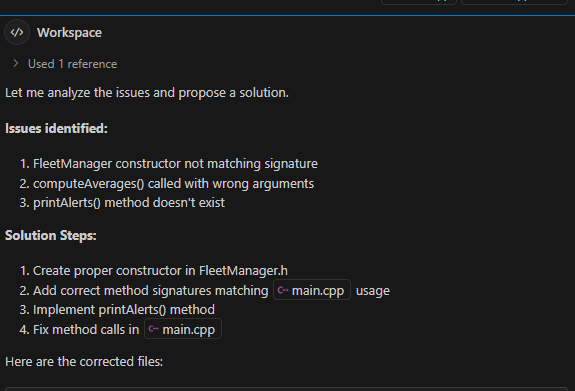 Workspace
Used 1 reference
Let me analyze the issues and propose a solution.
Issues identified:
1. FleetManager constructor not matching signature
2. computeAverages() called with wrong arguments
3. printAlerts() method doesn't exist
Solution Steps:
1. Create proper constructor in FleetManager.h
2. Add correct method signatures matching main.cpp usage
3. Implement printAlerts() method
4. Fix method calls in main.cpp
Here are the corrected files: